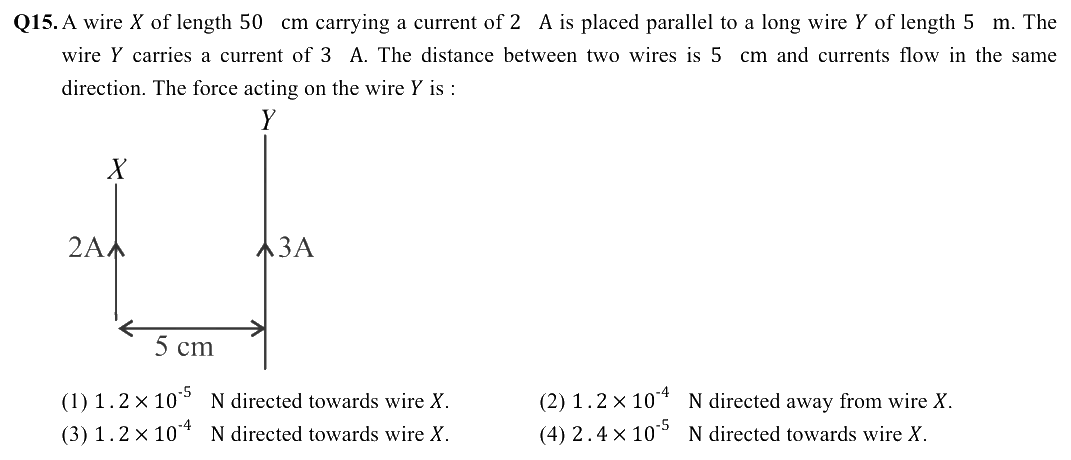 Q15. A wire X of length 50 cm carrying a current of 2 A is placed parallel to a long wire Y of length 5 m. The
wire Y carries a current of 3 A. The distance between two wires is 5 cm and currents flow in the same
direction. The force acting on the wire Y is :
Y
X
2A
3A
5 cm
(1) 1.2 × 10⁻⁵ N directed towards wire X.
(2) 1.2 × 10⁻⁴ N directed away from wire X.
(3) 1.2 × 10⁻⁴ N directed towards wire X.
(4) 2.4 × 10⁻⁵ N directed towards wire X.